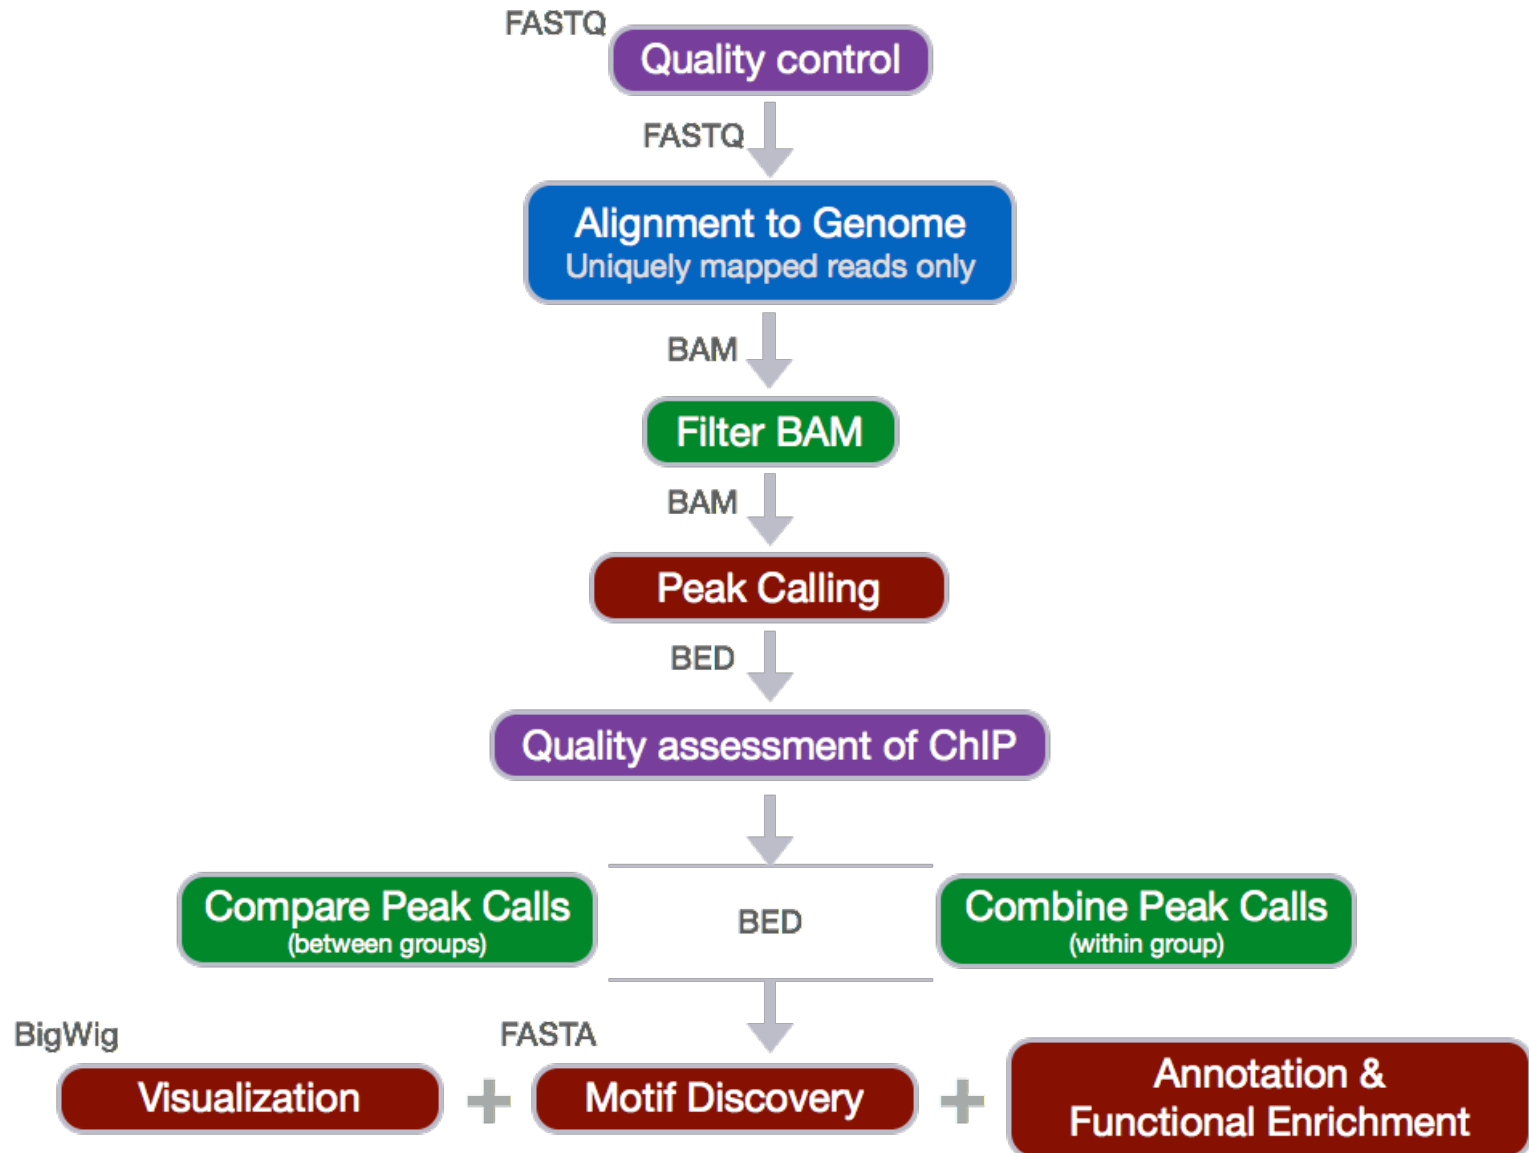 FASTQ
Quality control
FASTQ
Alignment to Genome
Uniquely mapped reads only
BAM
Filter BAM
BAM
Peak Calling
BED
Quality assessment of ChIP
Compare Peak Calls
(between groups)
BED
Combine Peak Calls
(within group)
BigWig
Visualization
+
FASTA
Motif Discovery
+
Annotation &
Functional Enrichment